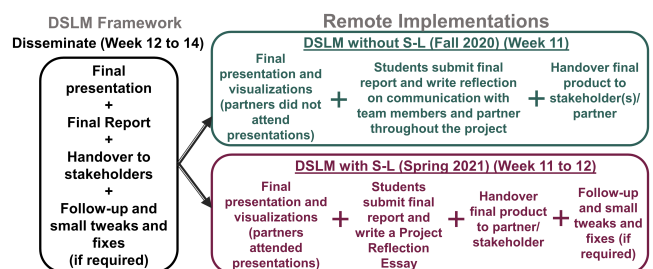 DSLM Framework
Disseminate (Week 12 to 14)
Final
presentation
+
Final Report
+
Handover to
stakeholders
+
Follow-up and
small tweaks and
fixes
(if required)
Remote Implementations
DSLM without S-L (Fall 2020) (Week 11)
Final
presentation and
visualizations
(partners did not
attend
presentations)
+
Students submit final
report and write reflection
on communication with
team members and partner
throughout the project
+
Handover final
product to
stakeholder(s)/
partner
DSLM with S-L (Spring 2021) (Week 11 to 12)
Final
presentation and
visualizations
(partners
attended
presentations)
+
Students
submit final
report and
write a Project
Reflection
Essay
+
Handover
final product
to partner/
stakeholder
+
Follow-up
and small
tweaks and
fixes (if
required)